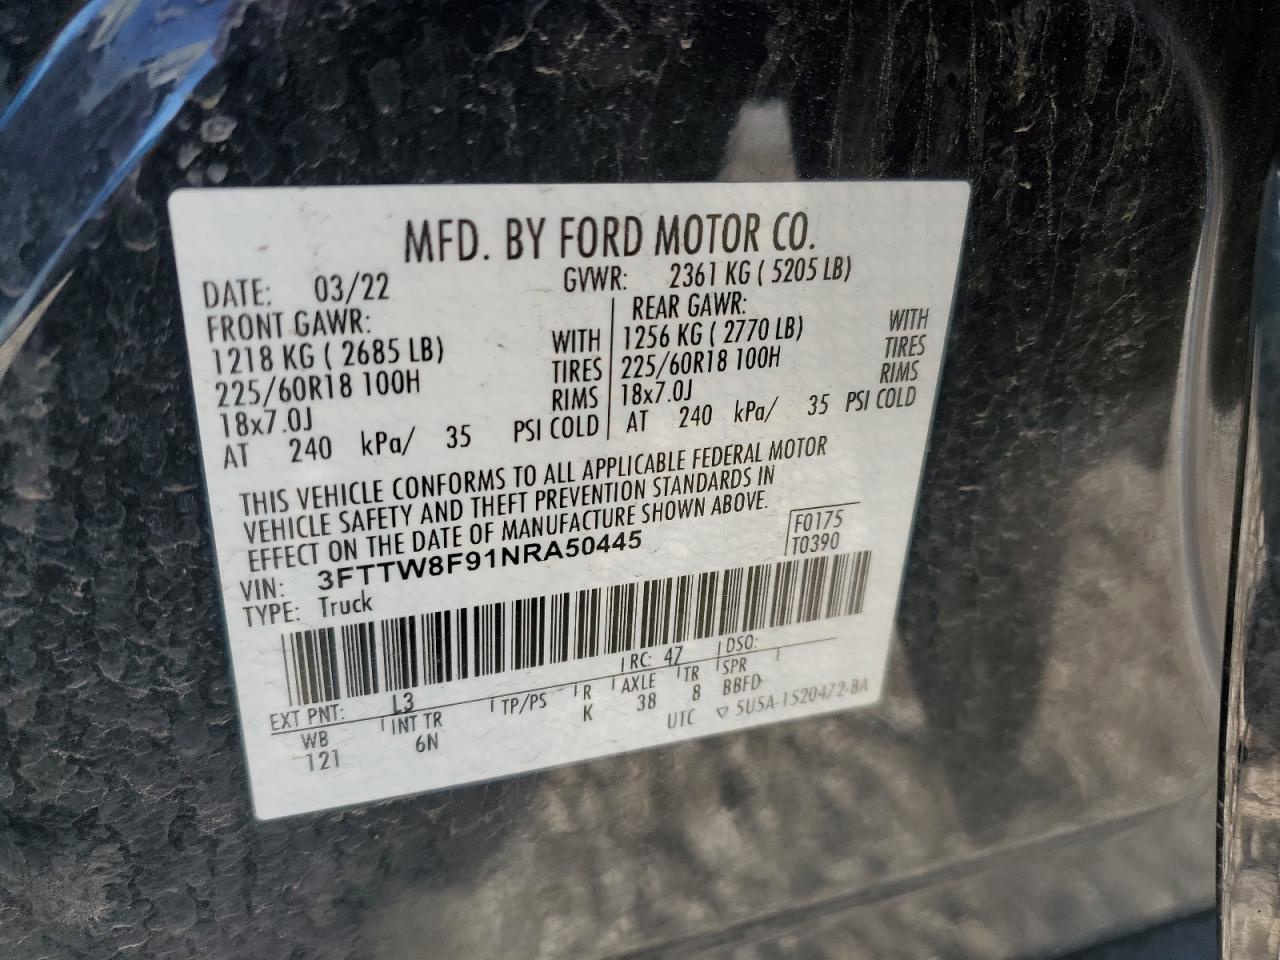 MFD. BY FORD MOTOR CO.
DATE: 03/22 GVWR: 2361 KG ( 5205 LB)
FRONT GAWR: REAR GAWR:
1218 KG ( 2685 LB) WITH 1256 KG ( 2770 LB) WITH
225/60R18 100H TIRES 225/60R18 100H TIRES
18x7.0J RIMS 18x7.0J RIMS
AT 240 kPa/ 35 PSI COLD AT 240 kPa/ 35 PSI COLD
THIS VEHICLE CONFORMS TO ALL APPLICABLE FEDERAL MOTOR
VEHICLE SAFETY AND THEFT PREVENTION STANDARDS IN
EFFECT ON THE DATE OF MANUFACTURE SHOWN ABOVE.
VIN: 3FTTW8F91NRA50445 F0175
TYPE: Truck T0390
EXT PNT: L3 RC: 47 DSO:
WB INT TR TP/PS R AXLE TR SPR
121 6N K 38 8 BBFD
UTC ▽ 5U5A-1520472-BA